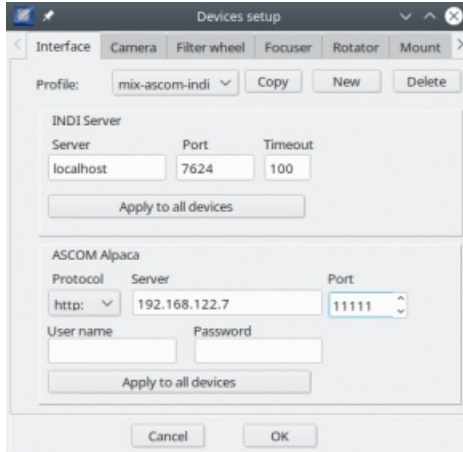 Devices setup
Interface Camera Filter wheel Focuser Rotator Mount
Profile: mix-ascom-indi Copy New Delete
INDI Server
Server Port Timeout
localhost 7624 100
Apply to all devices
ASCOM Alpaca
Protocol Server Port
http: 192.168.122.7 11111
User name Password
Apply to all devices
Cancel OK